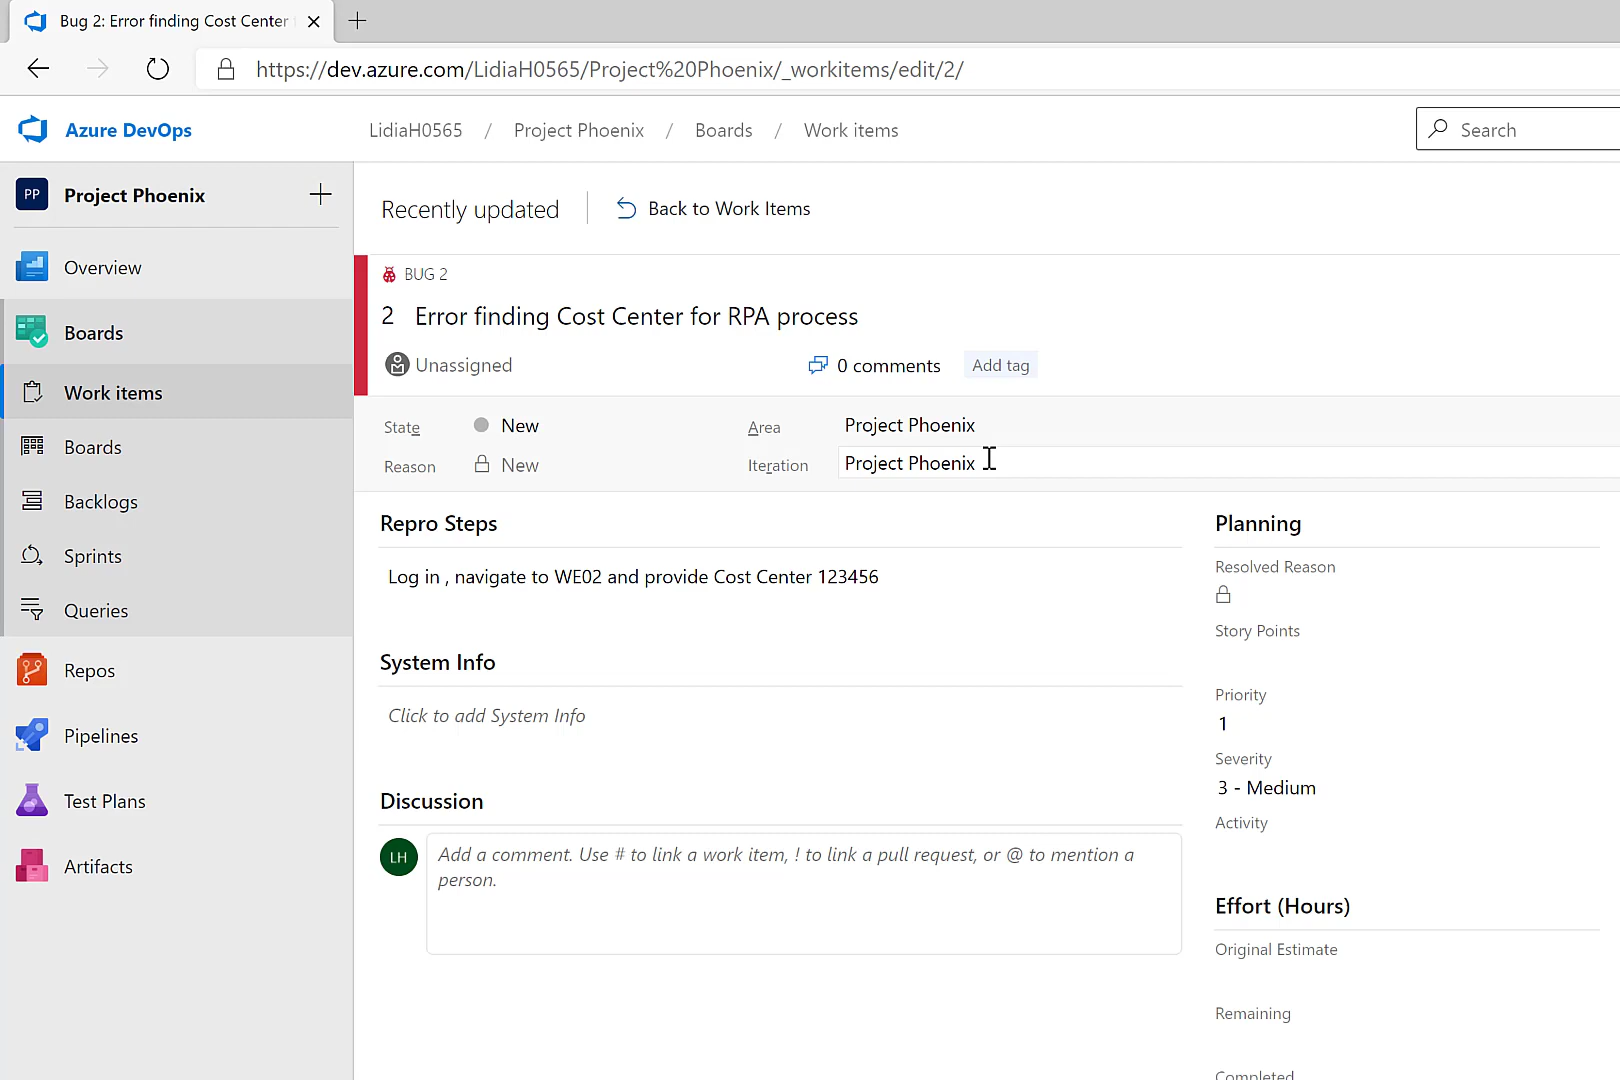 Bug 2: Error finding Cost Center
https://dev.azure.com/LidiaH0565/Project%20Phoenix/_workitems/edit/2/
Azure DevOps
LidiaH0565 / Project Phoenix / Boards / Work items
Search
PP Project Phoenix
Overview
Boards
Work items
Boards
Backlogs
Sprints
Queries
Repos
Pipelines
Test Plans
Artifacts
Recently updated
Back to Work Items
BUG 2
2 Error finding Cost Center for RPA process
Unassigned
0 comments
Add tag
State New
Area Project Phoenix
Reason New
Iteration Project Phoenix
Repro Steps
Log in , navigate to WE02 and provide Cost Center 123456
System Info
Click to add System Info
Discussion
LH
Add a comment. Use # to link a work item, ! to link a pull request, or @ to mention a
person.
Planning
Resolved Reason
Story Points
Priority
1
Severity
3 - Medium
Activity
Effort (Hours)
Original Estimate
Remaining
Completed